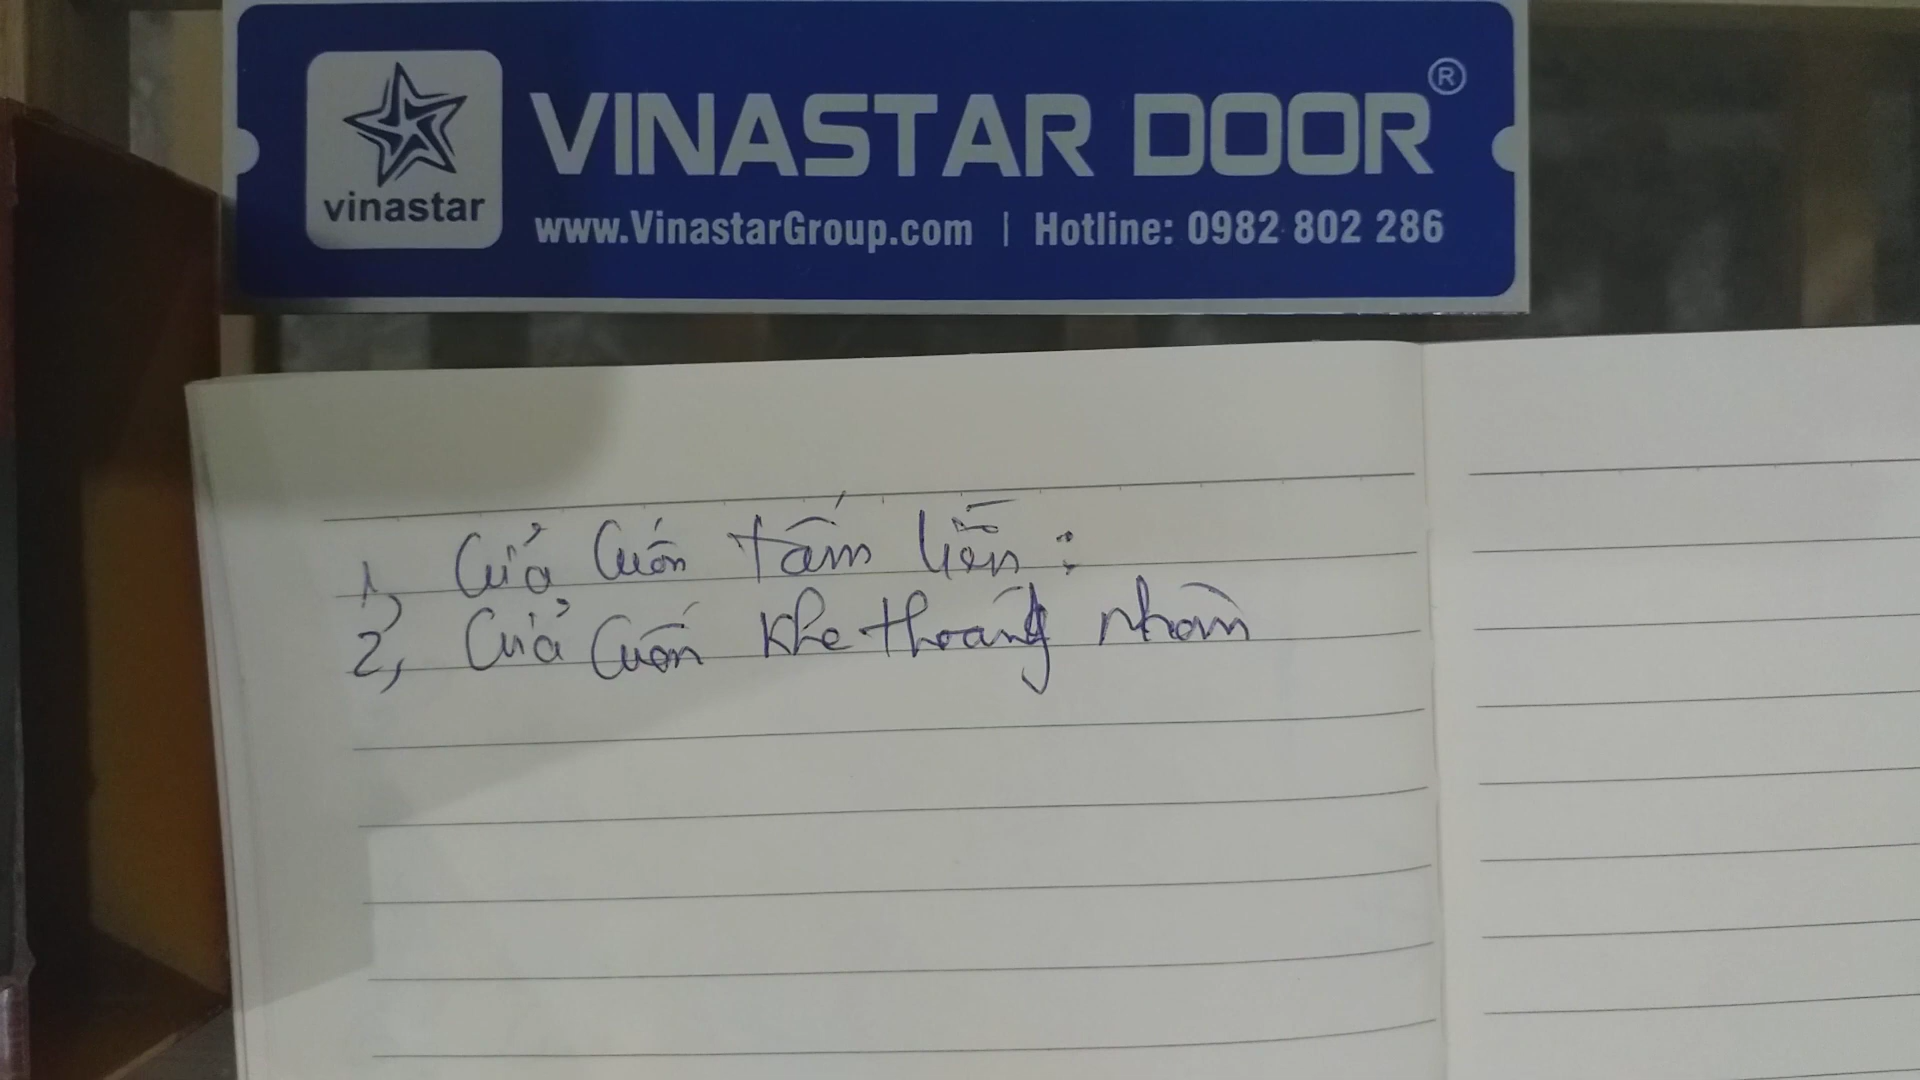 VINASTAR DOOR®
vinastar
www.VinastarGroup.com | Hotline: 0982 802 286
1, Cửa Cuốn tấm liền:
2, Cửa Cuốn khe thoáng nhôm